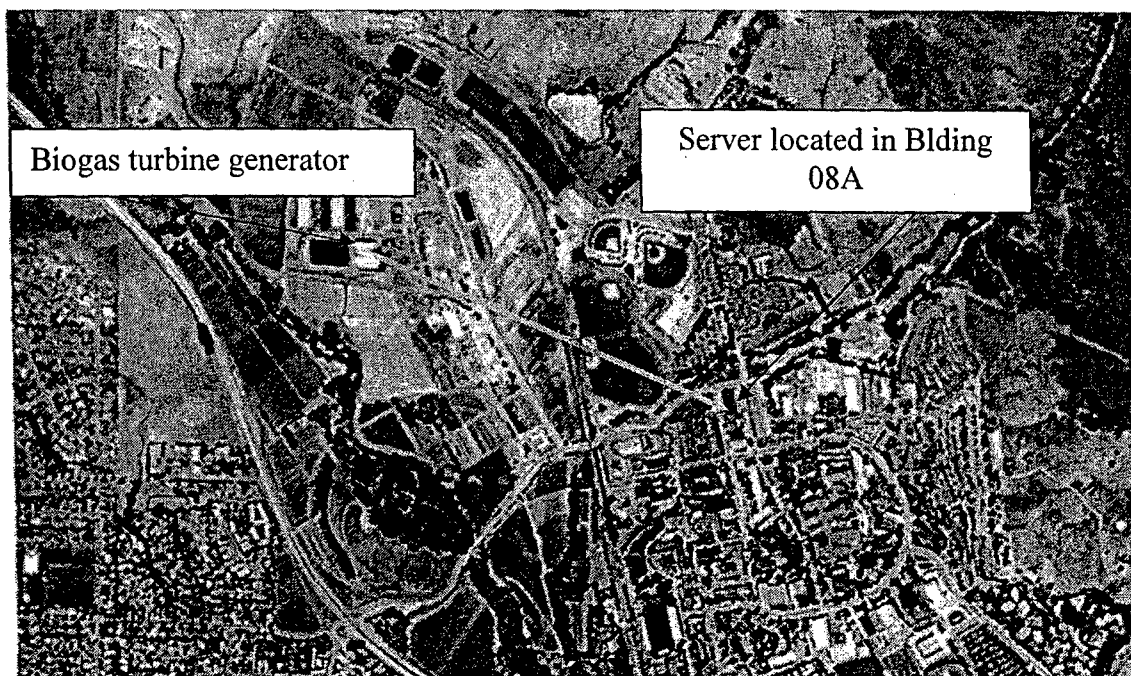 Biogas turbine generator
Server located in Blding
08A